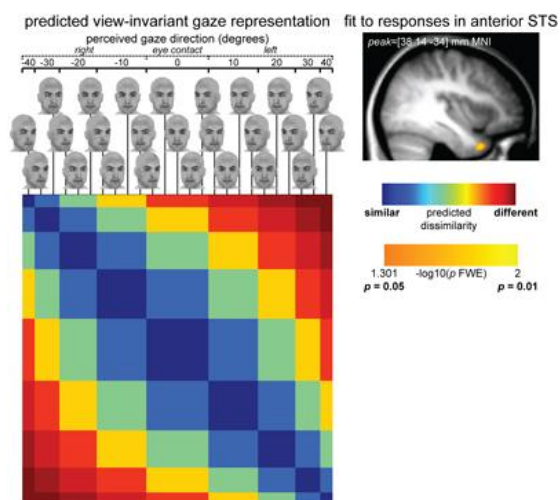 predicted view-invariant gaze representation
perceived gaze direction (degrees)
right eye contact left
-40 -30 -20 -10 0 10 20 30 40
fit to responses in anterior STS
peak=[38 14 -34] mm MNI
similar predicted different
dissimilarity
1.301 -log10(p FWE) 2
p = 0.05 p = 0.01